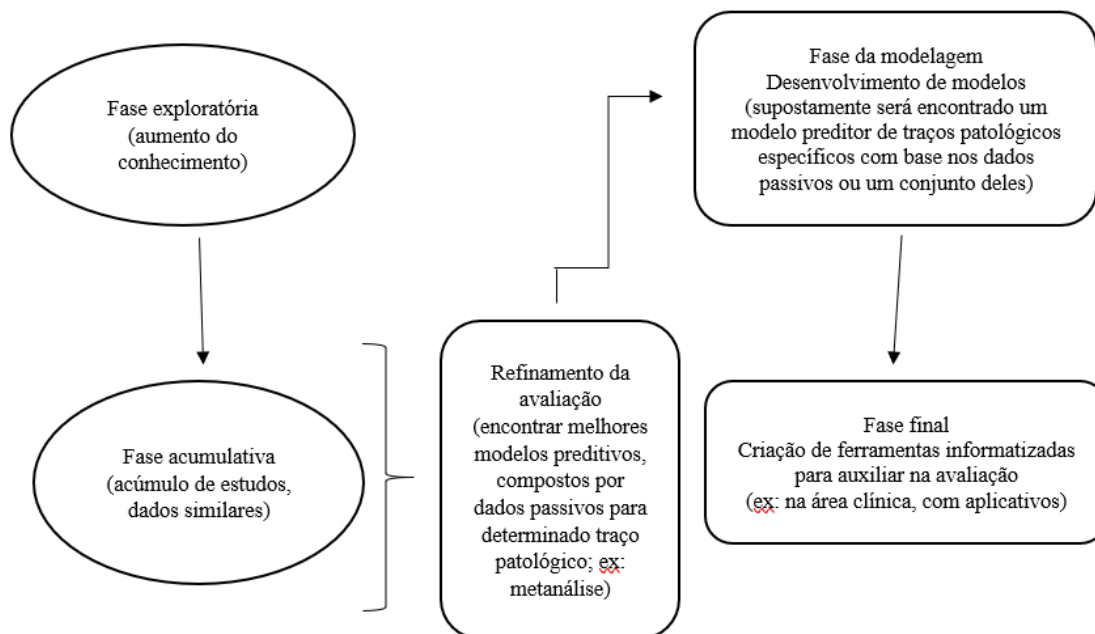 Fase exploratória
(aumento do
conhecimento)
Fase acumulativa
(acúmulo de estudos,
dados similares)
Refinamento da
avaliação
(encontrar melhores
modelos preditivos,
compostos por
dados passivos para
determinado traço
patológico; ex:
metanálise)
Fase da modelagem
Desenvolvimento de modelos
(supostamente será encontrado um
modelo preditor de traços patológicos
específicos com base nos dados
passivos ou um conjunto deles)
Fase final
Criação de ferramentas informatizadas
para auxiliar na avaliação
(ex: na área clínica, com aplicativos)